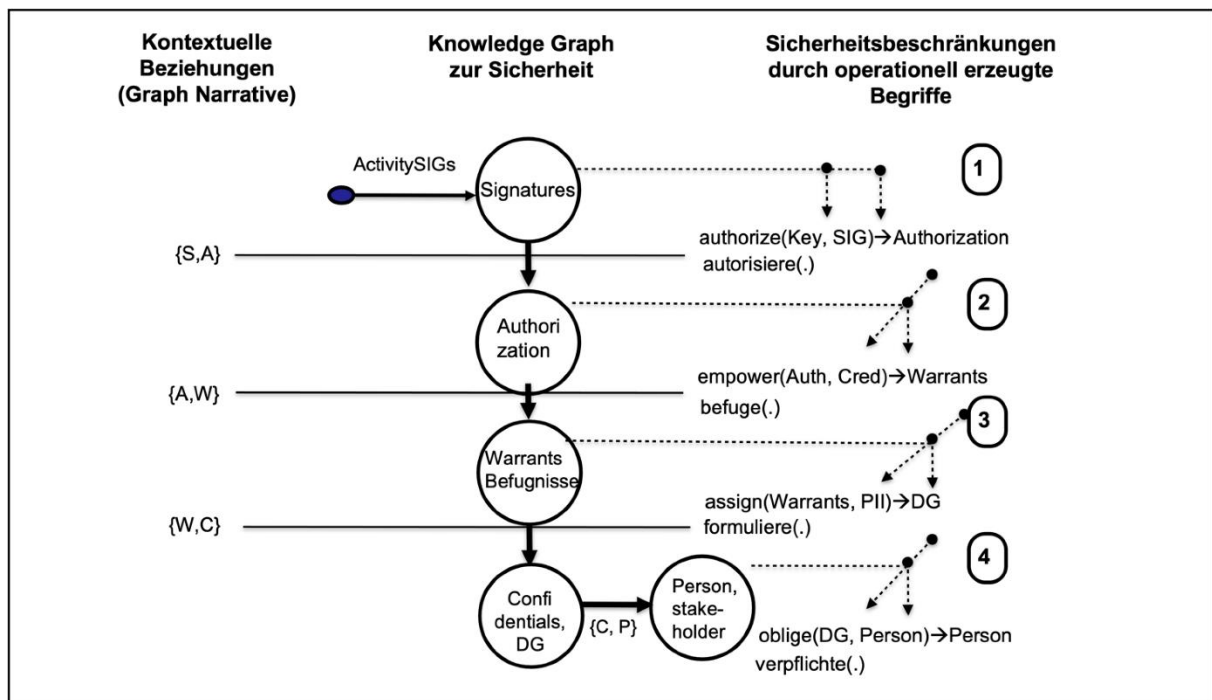 Kontextuelle
Beziehungen
(Graph Narrative)
Knowledge Graph
zur Sicherheit
Sicherheitsbeschränkungen
durch operationell erzeugte
Begriffe
ActivitySIGs
Signatures
1
authorize(Key, SIG)→Authorization
autorisiere(.)
{S,A}
Authori
zation
2
empower(Auth, Cred)→Warrants
befuge(.)
{A,W}
Warrants
Befugnisse
3
assign(Warrants, PII)→DG
formuliere(.)
{W,C}
Confi
dentials,
DG
{C, P}
Person,
stake-
holder
4
oblige(DG, Person)→Person
verpflichte(.)